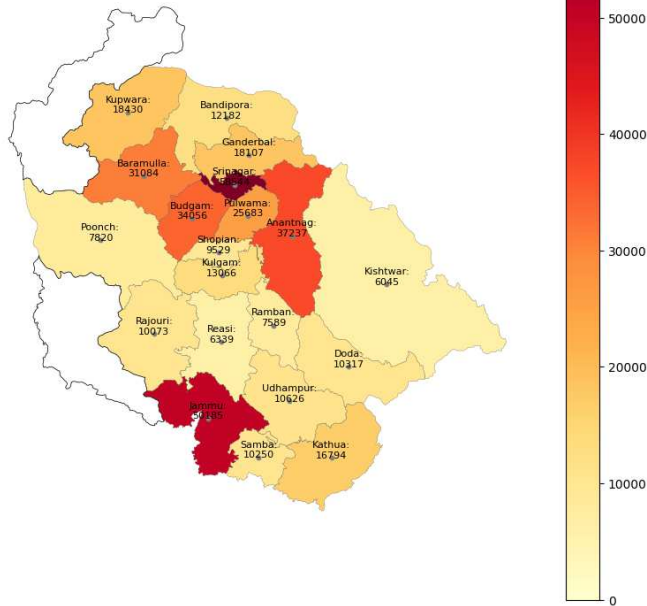 50000
40000
30000
20000
10000
0
Kupwara:
18430
Bandipora:
12182
Ganderbal:
18107
Baramulla:
31084
Srinagar:
Budgam:
34056
Pulwama:
25683
Anantnag:
37237
Poonch:
7820
Shopian:
9529
Kulgam:
13066
Kishtwar:
6045
Rajouri:
10073
Reasi:
6339
Ramban:
7589
Doda:
10317
Udhampur:
10626
Jammu:
50185
Samba:
10250
Kathua:
16794